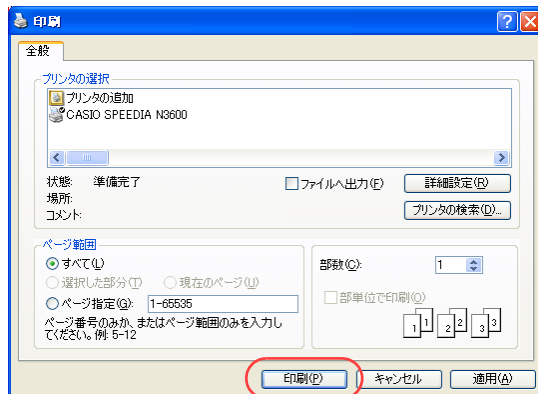 印刷
全般
プリンタの選択
プリンタの追加
CASIO SPEEDIA N3600
状態: 準備完了
ファイルへ出力(F)
詳細設定(R)
場所:
コメント:
プリンタの検索(D)...
ページ範囲
すべて(L)
選択した部分(T) 現在のページ(U)
ページ指定(G): 1-65535
ページ番号のみか、またはページ範囲のみを入力し
てください。例: 5-12
部数(C): 1
部単位で印刷(O)
1 1 2 2 3 3
印刷(P) キャンセル 適用(A)